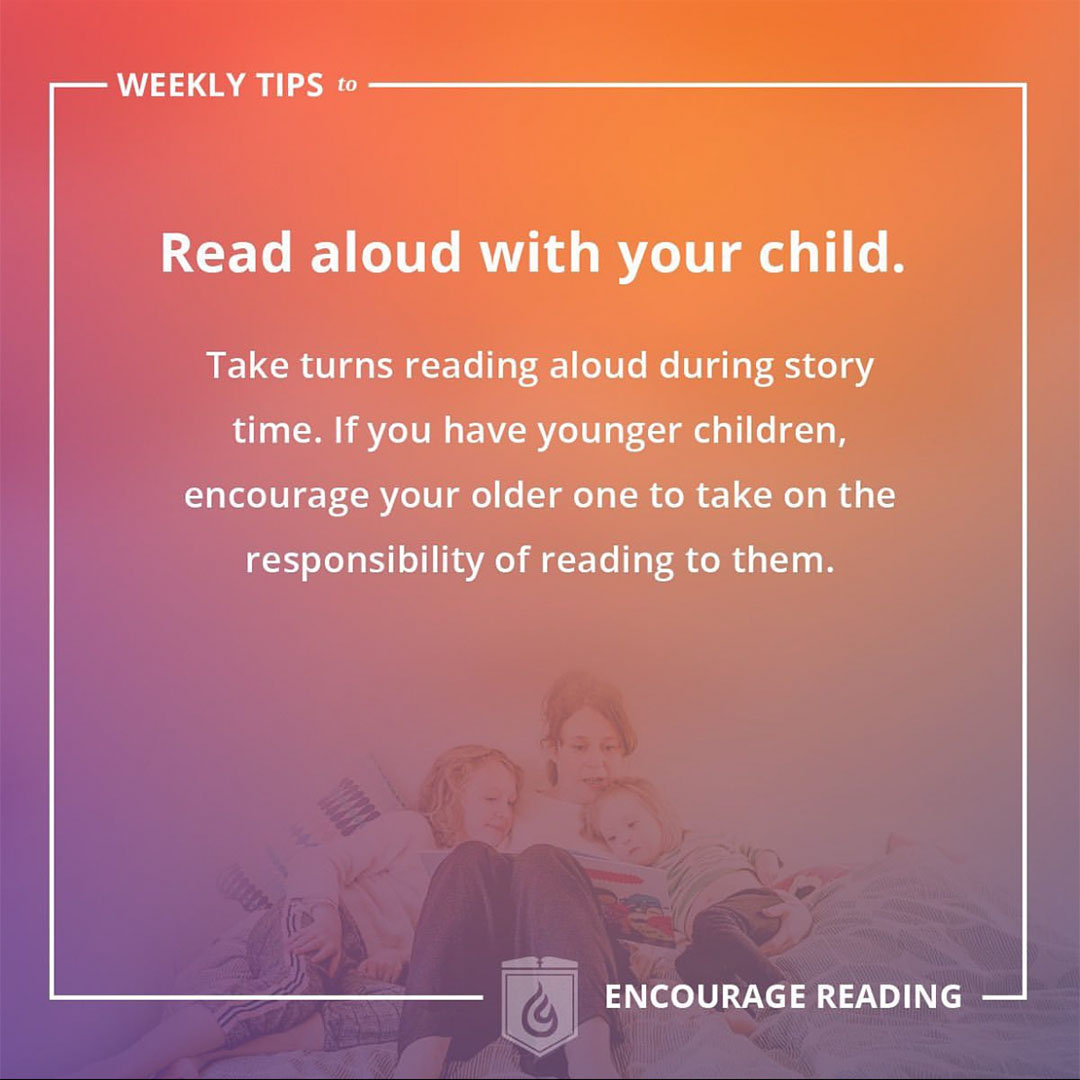 WEEKLY TIPS to
Read aloud with your child.
Take turns reading aloud during story
time. If you have younger children,
encourage your older one to take on the
responsibility of reading to them.
ENCOURAGE READING